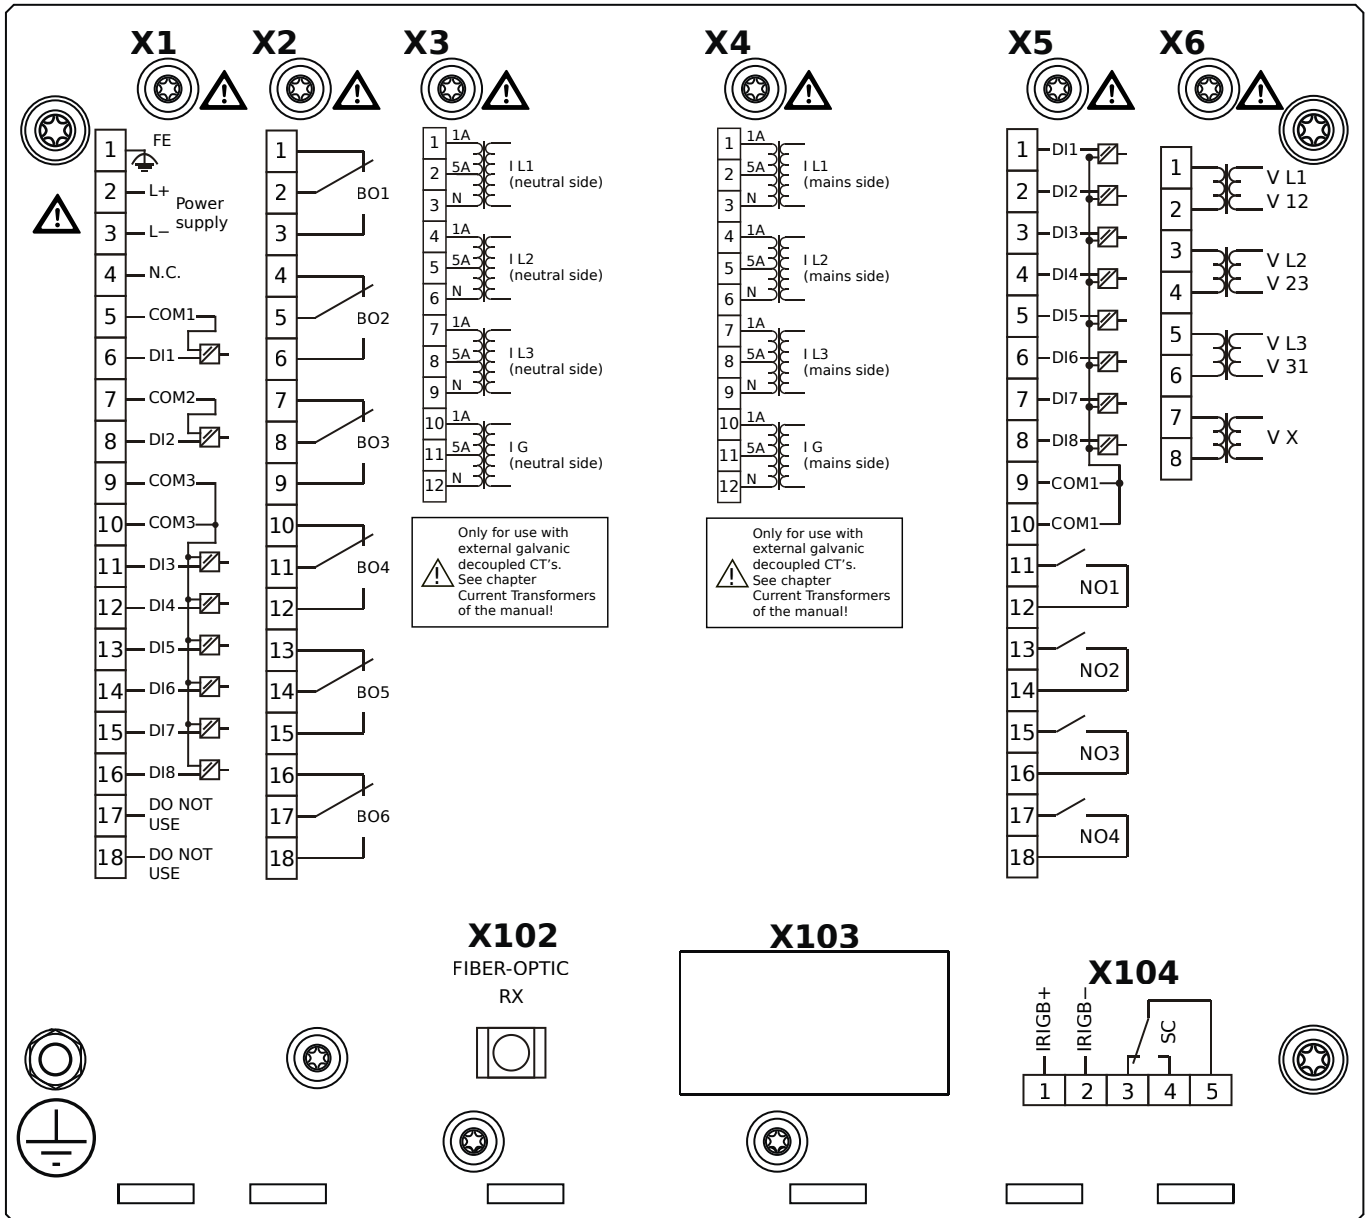 X1
X2
X3
X4
X5
X6
1
FE
2
L+
Power
supply
3
L−
4
N.C.
5
COM1
6
DI1
7
COM2
8
DI2
9
COM3
10
COM3
11
DI3
12
DI4
13
DI5
14
DI6
15
DI7
16
DI8
17
DO NOT
USE
18
DO NOT
USE
1
2
BO1
3
4
5
BO2
6
7
8
BO3
9
10
11
BO4
12
13
14
BO5
15
16
17
BO6
18
1
1A
2
5A
I L1
(neutral side)
3
N
4
1A
5
5A
I L2
(neutral side)
6
N
7
1A
8
5A
I L3
(neutral side)
9
N
10
1A
11
5A
I G
(neutral side)
12
N
Only for use with
external galvanic
decoupled CT's.
See chapter
Current Transformers
of the manual!
1
1A
2
5A
I L1
(mains side)
3
N
4
1A
5
5A
I L2
(mains side)
6
N
7
1A
8
5A
I L3
(mains side)
9
N
10
1A
11
5A
I G
(mains side)
12
N
Only for use with
external galvanic
decoupled CT's.
See chapter
Current Transformers
of the manual!
1
DI1
2
DI2
3
DI3
4
DI4
5
DI5
6
DI6
7
DI7
8
DI8
9
COM1
10
COM1
11
NO1
12
13
NO2
14
15
NO3
16
17
NO4
18
1
V L1
2
V 12
3
V L2
4
V 23
5
V L3
6
V 31
7
V X
8
X102
FIBER-OPTIC
RX
X103
X104
IRIGB+
IRIGB−
SC
1 2 3 4 5